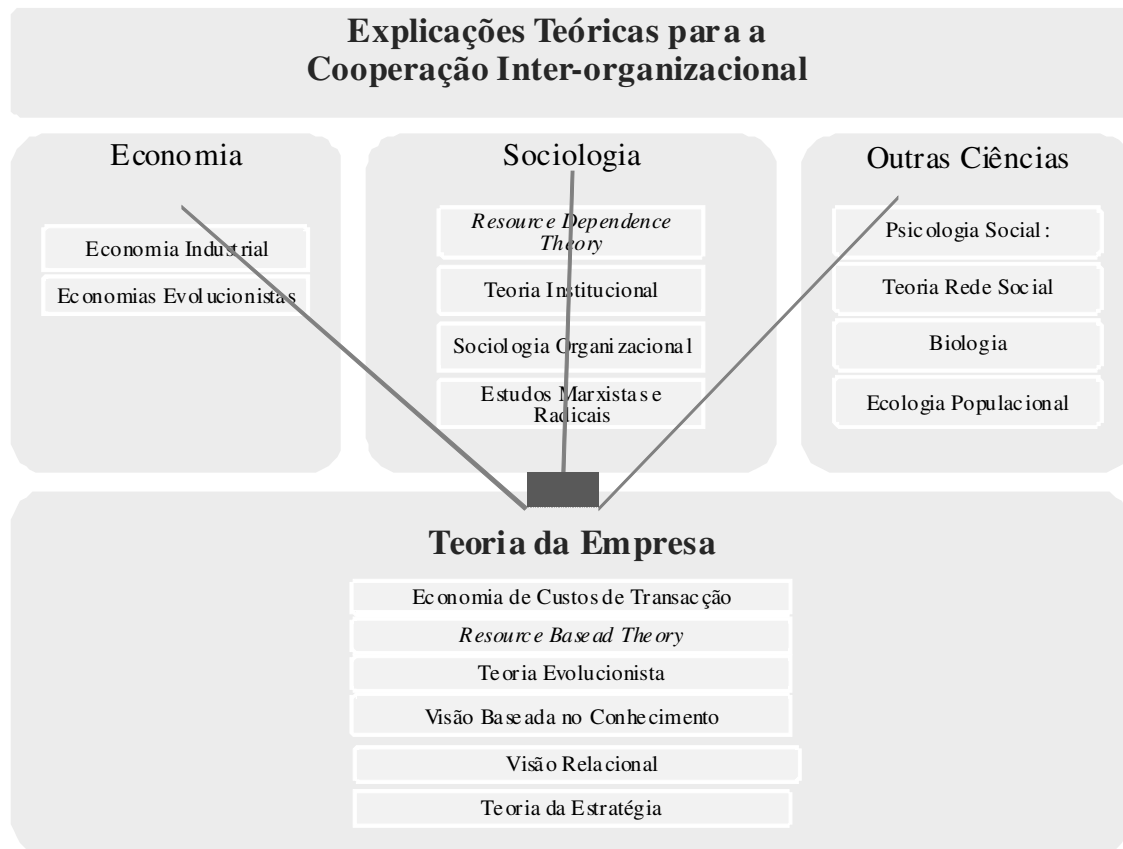 Explicações Teóricas para a
Cooperação Inter-organizacional
Economia
Economia Industrial
Economias Evolucionistas
Sociologia
Resource Dependence
Theory
Teoria Institucional
Sociologia Organizacional
Estudos Marxistas e
Radicais
Outras Ciências
Psicologia Social:
Teoria Rede Social
Biologia
Ecologia Populacional
Teoria da Empresa
Economia de Custos de Transacção
Resource Basead Theory
Teoria Evolucionista
Visão Baseada no Conhecimento
Visão Relacional
Teoria da Estratégia